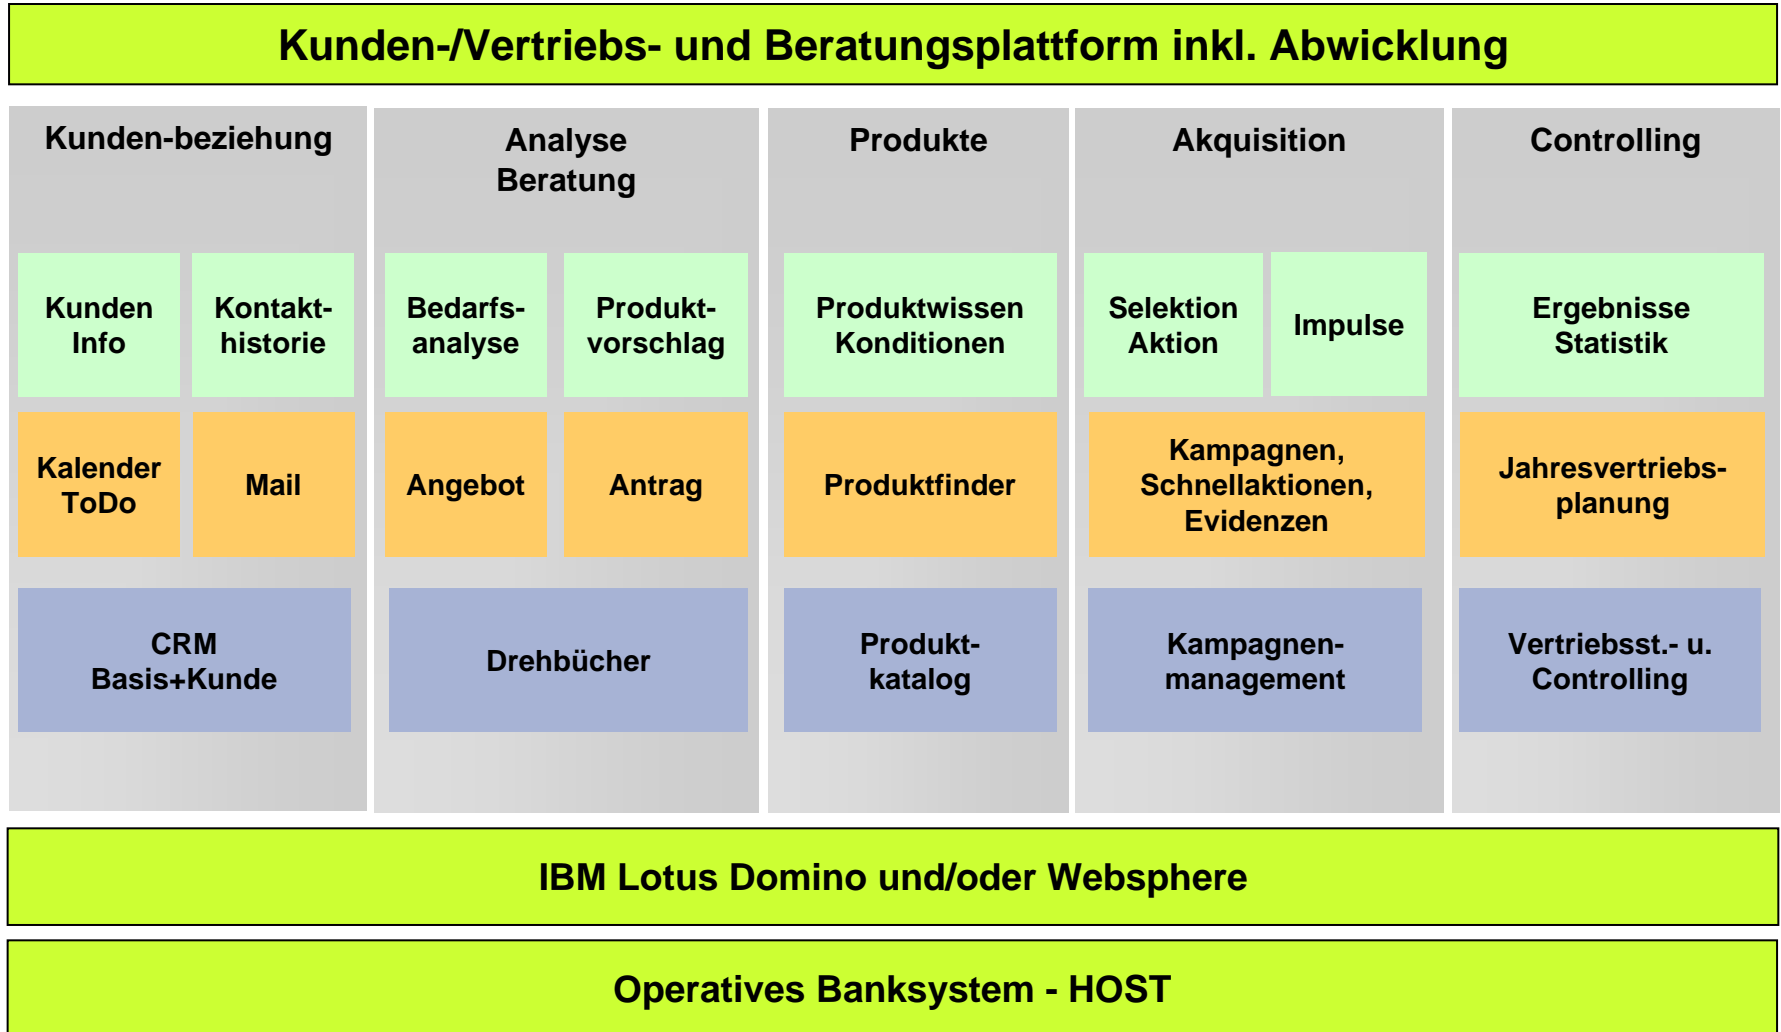 Kunden-/Vertriebs- und Beratungsplattform inkl. Abwicklung
Kunden-beziehung
Analyse
Beratung
Produkte
Akquisition
Controlling
Kunden
Info
Kontakt-
historie
Bedarfs-
analyse
Produkt-
vorschlag
Produktwissen
Konditionen
Selektion
Aktion
Impulse
Ergebnisse
Statistik
Kalender
ToDo
Mail
Angebot
Antrag
Produktfinder
Kampagnen,
Schnellaktionen,
Evidenzen
Jahresvertriebs-
planung
CRM
Basis+Kunde
Drehbücher
Produkt-
katalog
Kampagnen-
management
Vertriebsst.- u.
Controlling
IBM Lotus Domino und/oder Websphere
Operatives Banksystem - HOST